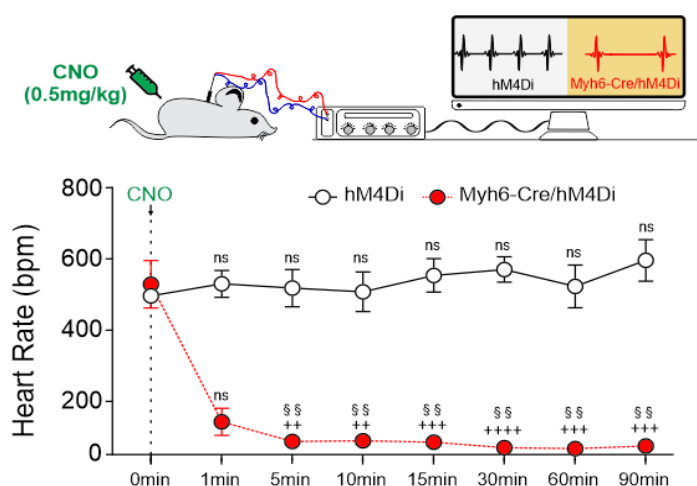 CNO
(0.5mg/kg)
hM4Di
Myh6-Cre/hM4Di
CNO
hM4Di
Myh6-Cre/hM4Di
Heart Rate (bpm)
800
600
400
200
0
ns
ns
ns
ns
ns
ns
ns
ns
§ §
++
§ §
++
§ §
+++
§ §
++++
§ §
+++
§ §
+++
0min
1min
5min
10min
15min
30min
60min
90min